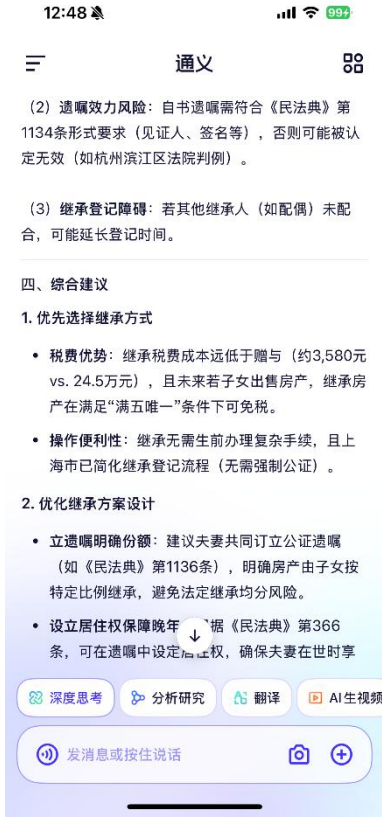 12:48
99+
通义
（2）遗嘱效力风险：自书遗嘱需符合《民法典》第
1134条形式要求（见证人、签名等），否则可能被认
定无效（如杭州滨江区法院判例）。
（3）继承登记障碍：若其他继承人（如配偶）未配
合，可能延长登记时间。
四、综合建议
1. 优先选择继承方式
• 税费优势：继承税费成本远低于赠与（约3,580元
vs. 24.5万元），且未来若子女出售房产，继承房
产在满足“满五唯一”条件下可免税。
• 操作便利性：继承无需生前办理复杂手续，且上
海市已简化继承登记流程（无需强制公证）。
2. 优化继承方案设计
• 立遗嘱明确份额：建议夫妻共同订立公证遗嘱
（如《民法典》第1136条），明确房产由子女按
特定比例继承，避免法定继承均分风险。
• 设立居住权保障晚年 据《民法典》第366
条，可在遗嘱中设定居住权，确保夫妻在世时享
深度思考 分析研究 翻译 AI生视频
发消息或按住说话